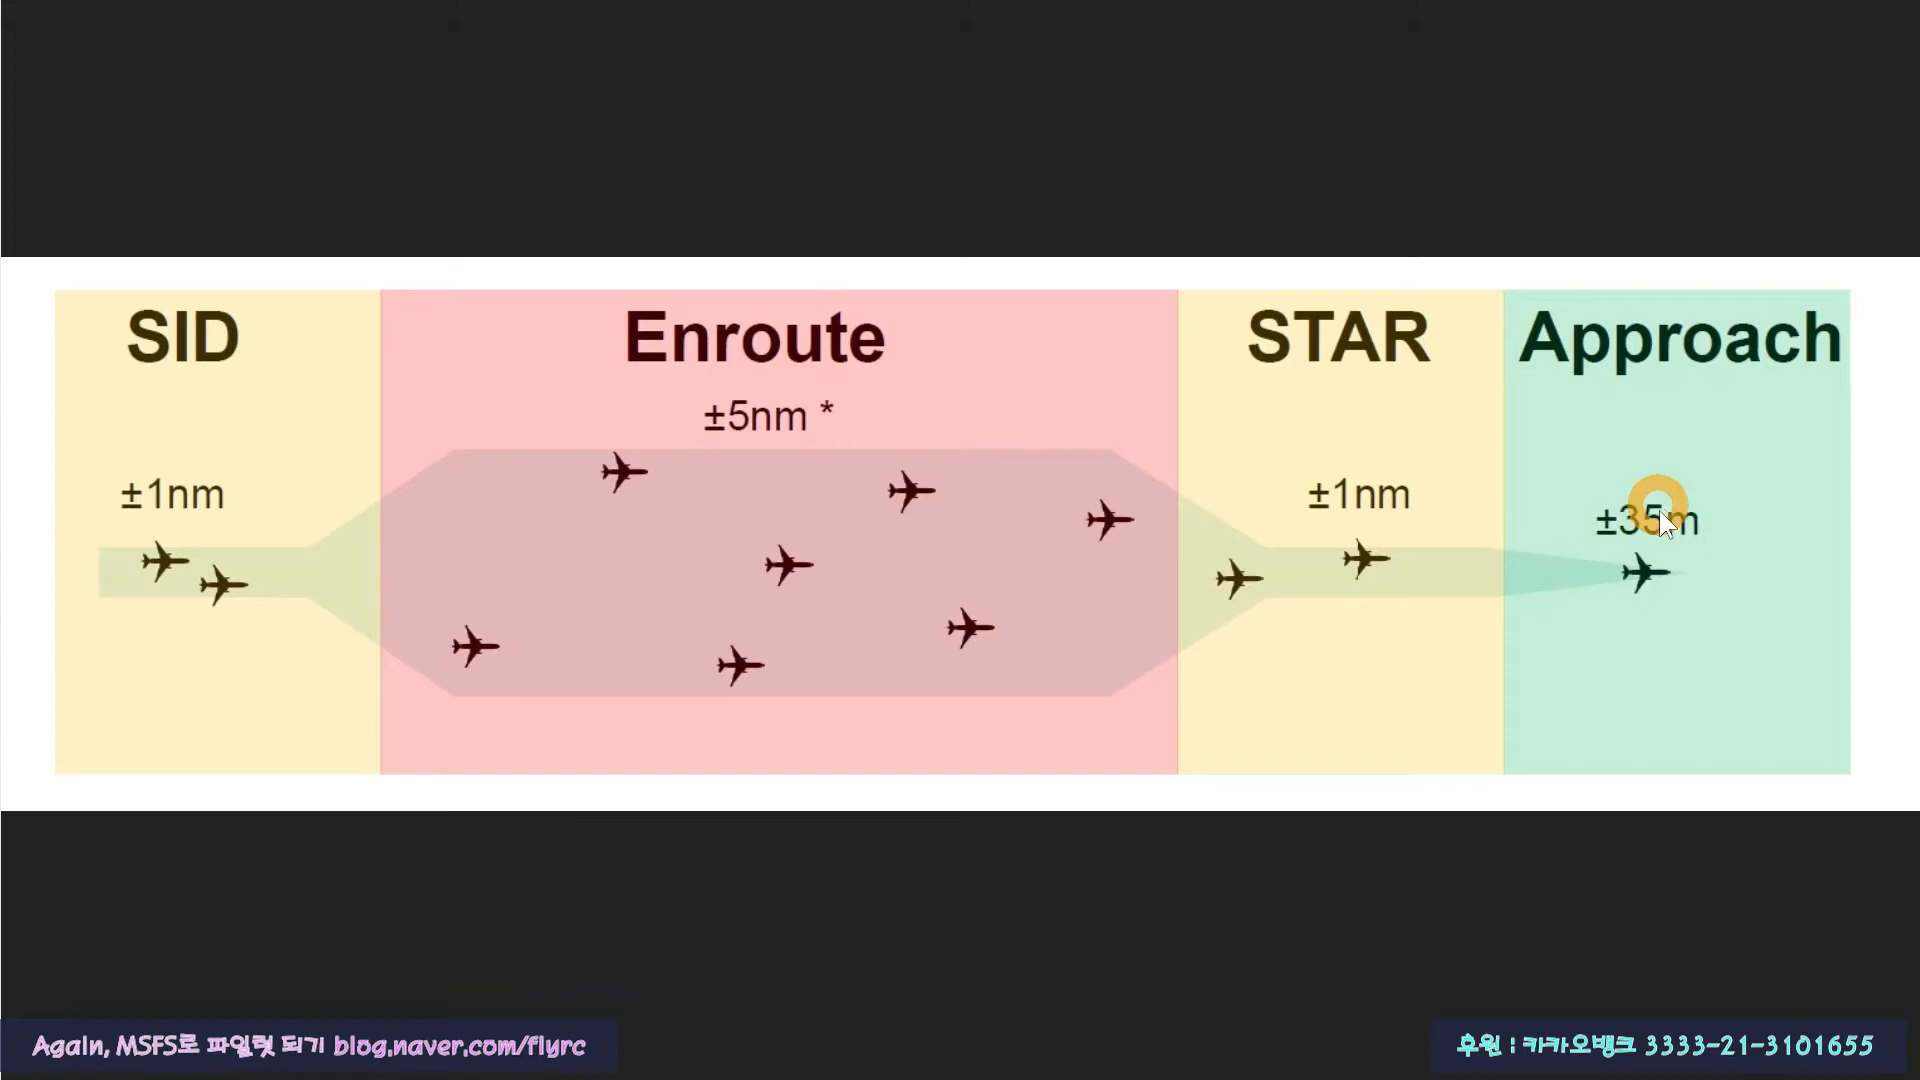 SID
Enroute
STAR
Approach
±5nm *
±1nm
±1nm
±35m
Again, MSFS로 파일럿 되기 blog.naver.com/flyrc
후원 : 카카오뱅크 3333-21-3101655